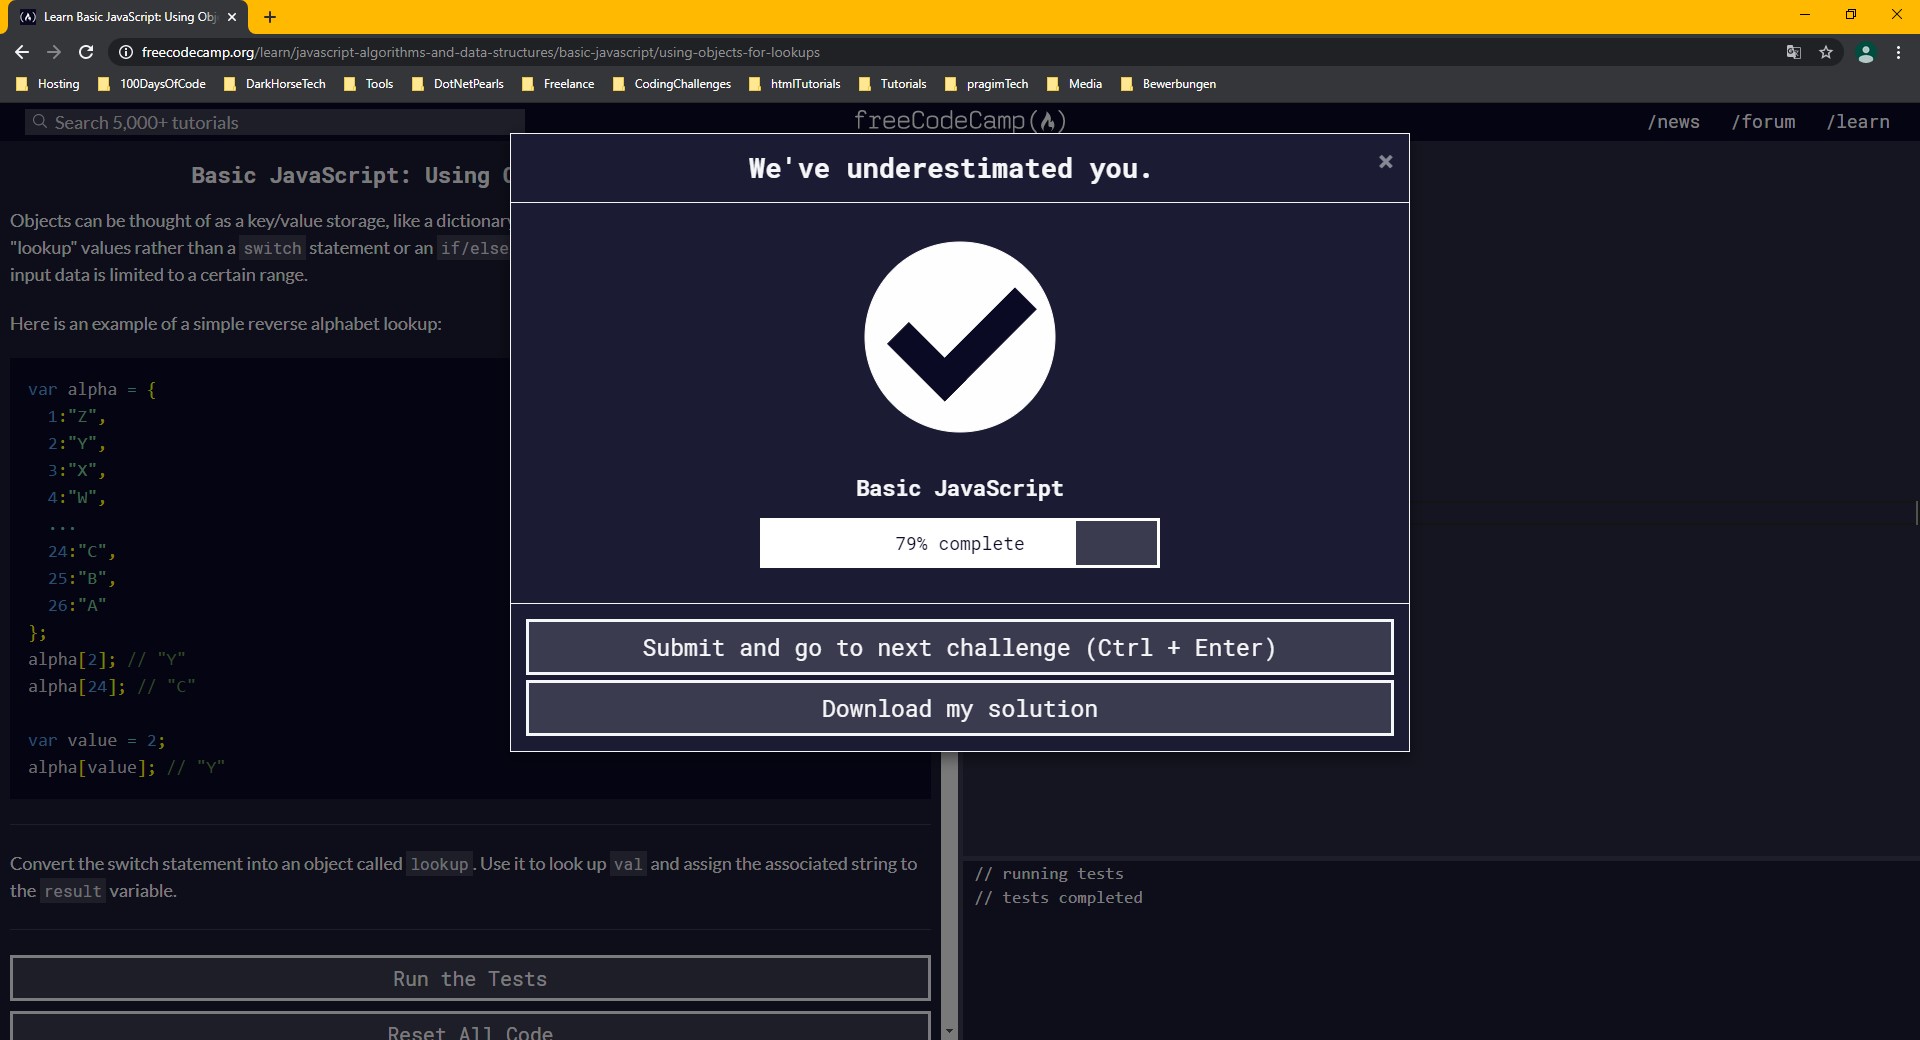 Learn Basic JavaScript: Using Obj
freecodecamp.org/learn/javascript-algorithms-and-data-structures/basic-javascript/using-objects-for-lookups
Hosting 100DaysOfCode DarkHorseTech Tools DotNetPearls Freelance CodingChallenges htmlTutorials Tutorials pragimTech Media Bewerbungen
Search 5,000+ tutorials
freeCodeCamp
/news /forum /learn
Basic JavaScript: Using
Objects can be thought of as a key/value storage, like a dictionary
"lookup" values rather than a switch statement or an if/else
input data is limited to a certain range.
Here is an example of a simple reverse alphabet lookup:
var alpha = {
1:"Z",
2:"Y",
3:"X",
4:"W",
...
24:"C",
25:"B",
26:"A"
};
alpha[2]; // "Y"
alpha[24]; // "C"
var value = 2;
alpha[value]; // "Y"
Convert the switch statement into an object called lookup. Use it to look up val and assign the associated string to
the result variable.
Run the Tests
Reset All Code
We've underestimated you.
×
Basic JavaScript
79% complete
Submit and go to next challenge (Ctrl + Enter)
Download my solution
// running tests
// tests completed